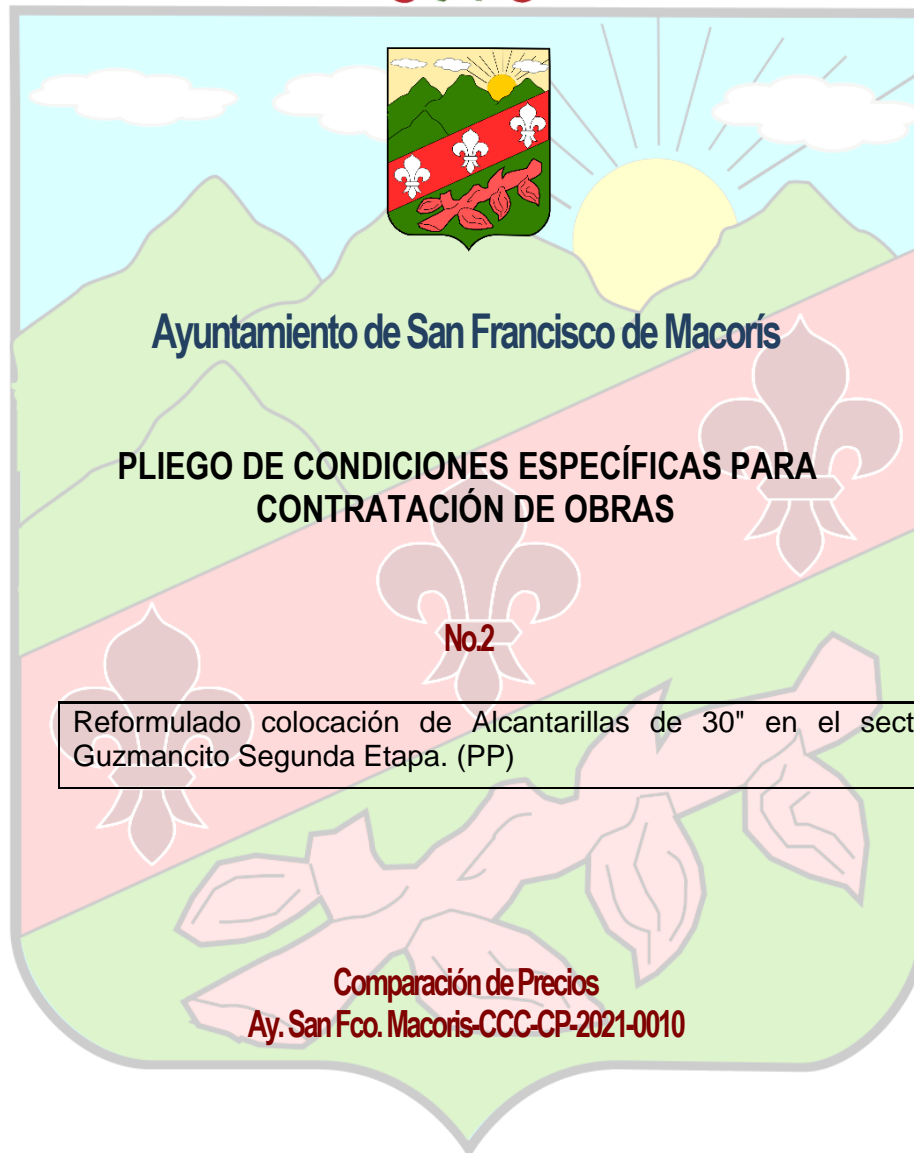 Ayuntamiento de San Francisco de Macorís
PLIEGO DE CONDICIONES ESPECÍFICAS PARA
CONTRATACIÓN DE OBRAS
No.2
Reformulado colocación de Alcantarillas de 30" en el sect
Guzmancito Segunda Etapa. (PP)
Comparación de Precios
Ay. San Fco. Macoris-CCC-CP-2021-0010